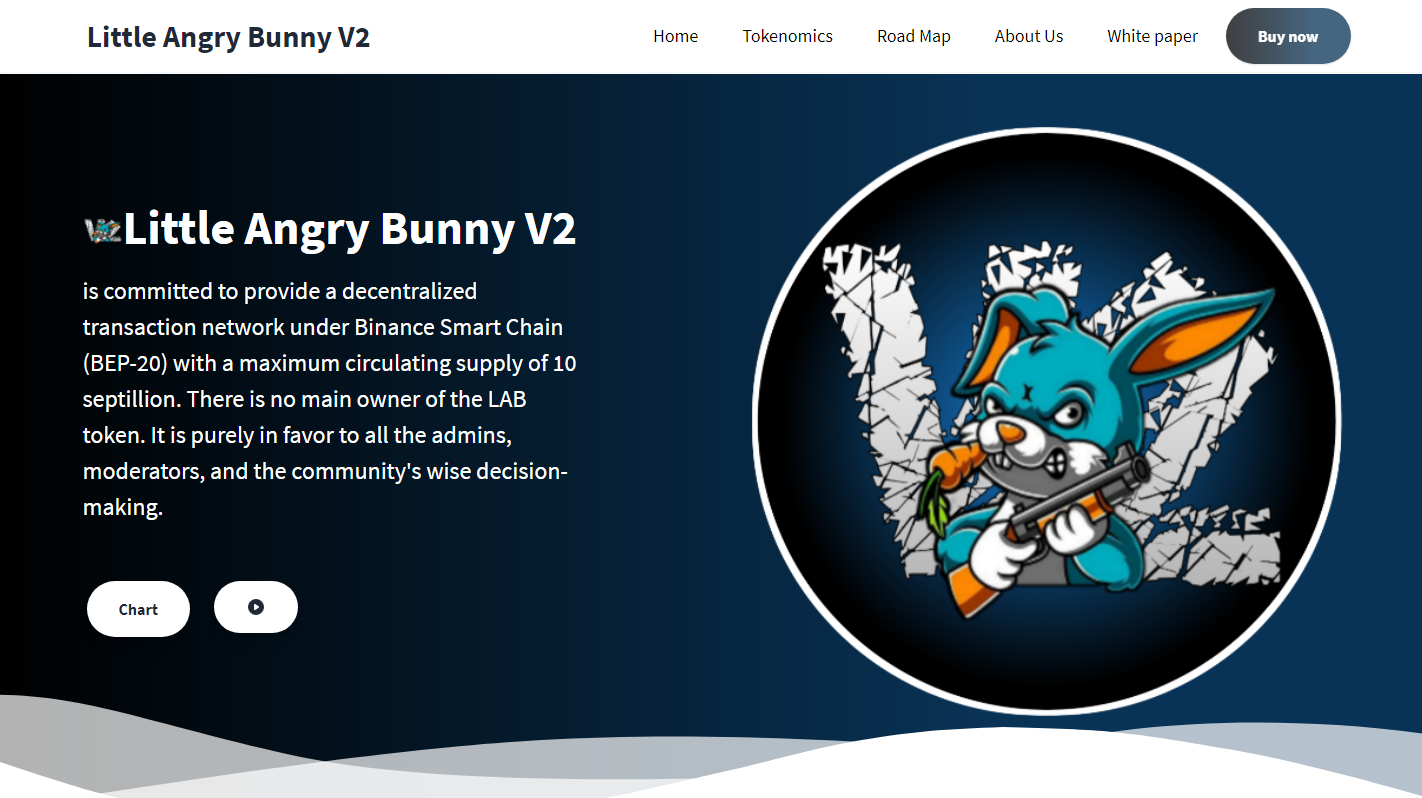 Little Angry Bunny V2
Home Tokenomics Road Map About Us White paper Buy now
Little Angry Bunny V2
is committed to provide a decentralized
transaction network under Binance Smart Chain
(BEP-20) with a maximum circulating supply of 10
septillion. There is no main owner of the LAB
token. It is purely in favor to all the admins,
moderators, and the community's wise decision-
making.
Chart
V2